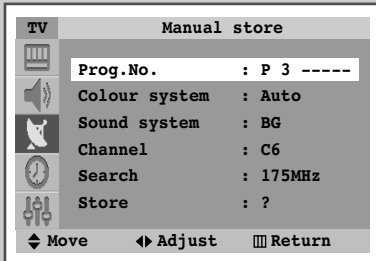 TV Manual store
Prog.No. : P 3 -----
Colour system : Auto
Sound system : BG
Channel : C6
Search : 175MHz
Store : ?
Move Adjust Return